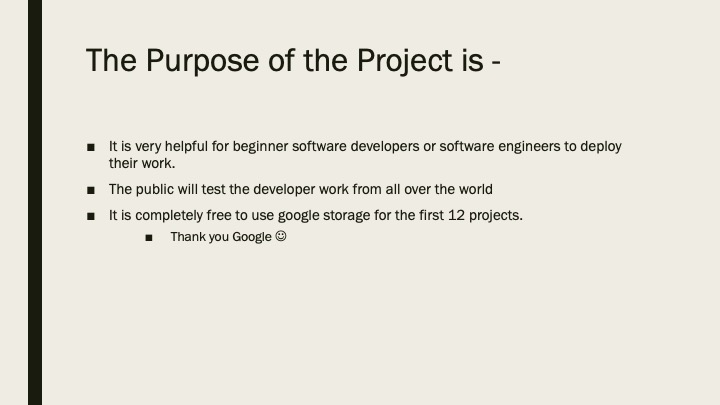 The Purpose of the Project is -
■ It is very helpful for beginner software developers or software engineers to deploy
their work.
■ The public will test the developer work from all over the world
■ It is completely free to use google storage for the first 12 projects.
■ Thank you Google ☺